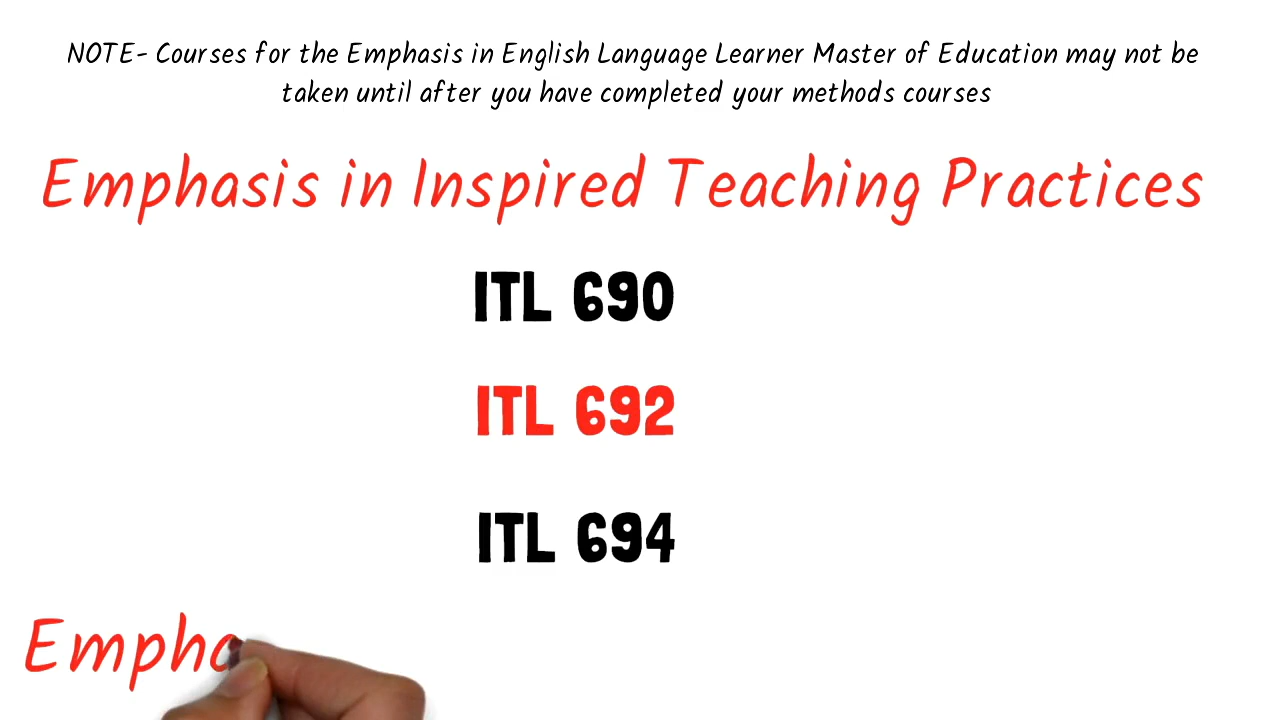 NOTE- Courses for the Emphasis in English Language Learner Master of Education may not be
taken until after you have completed your methods courses
Emphasis in Inspired Teaching Practices
ITL 690
ITL 692
ITL 694